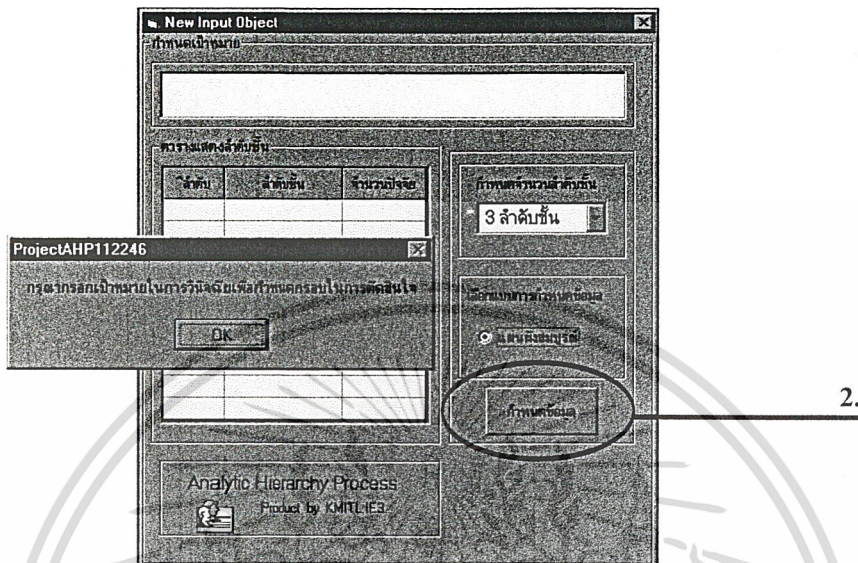 New Input Object
กำหนดเป้าหมาย
ตารางแสดงลำดับชั้น
ลำดับ ลำดับชั้น จำนวนปัจจัย
กำหนดจำนวนลำดับชั้น
3 ลำดับชั้น
ProjectAHP112246
กรุณากรอกเป้าหมายในการวินิจฉัยเพื่อกำหนดกรอบในการตัดสินใจ
OK
เลือกแบบการกำหนดข้อมูล
แผนผังสมบูรณ์
กำหนดข้อมูล
2.
Analytic Hierarchy Process
Product by KMITL IE3